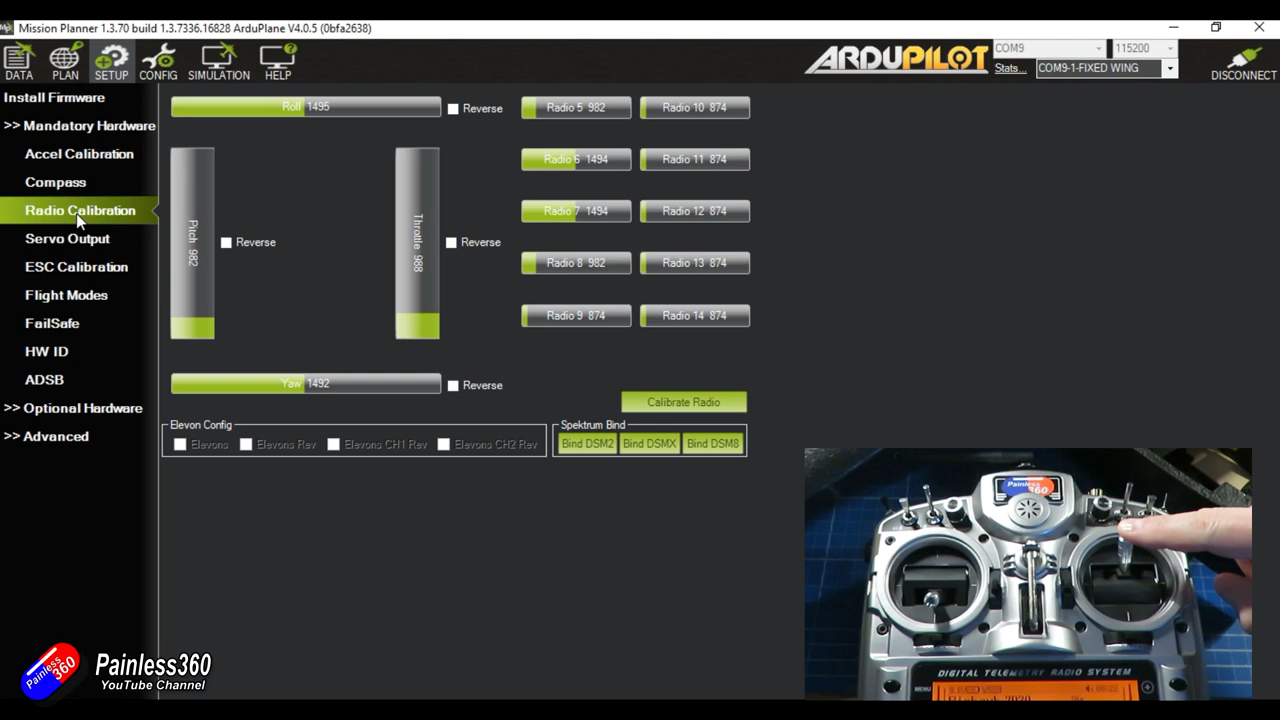 Mission Planner 1.3.70 build 1.3.7336.16828 ArduPlane V4.0.5 (0bfa2638)
DATA PLAN SETUP CONFIG SIMULATION HELP
ARDUPILOT
COM9 115200
Stats... COM9-1-FIXED WING
DISCONNECT
Install Firmware
>> Mandatory Hardware
Accel Calibration
Compass
Radio Calibration
Servo Output
ESC Calibration
Flight Modes
FailSafe
HW ID
ADSB
>> Optional Hardware
>> Advanced
Roll 1495
Reverse
Pitch 982
Reverse
Throttle 988
Reverse
Yaw 1492
Reverse
Radio 5 982 Radio 10 874
Radio 6 1494 Radio 11 874
Radio 7 1494 Radio 12 874
Radio 8 982 Radio 13 874
Radio 9 874 Radio 14 874
Calibrate Radio
Elevon Config
Elevons Elevons Rev Elevons CH1 Rev Elevons CH2 Rev
Spektrum Bind
Bind DSM2 Bind DSMX Bind DSM8
Painless
360
DIGITAL TELEMETRY RADIO SYSTEM
MENU
Painless
360
Painless360
YouTube Channel